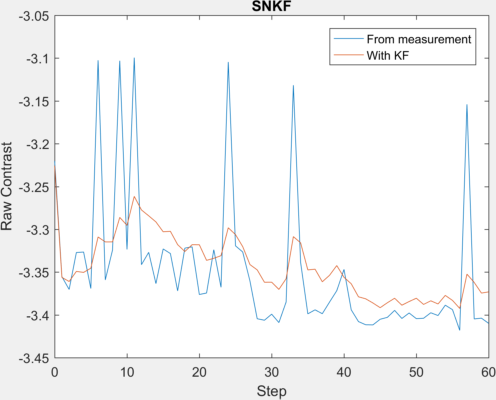 SNKF
-3.05
-3.1
-3.15
-3.2
-3.25
-3.3
-3.35
-3.4
-3.45
Raw Contrast
From measurement
With KF
0 10 20 30 40 50 60
Step